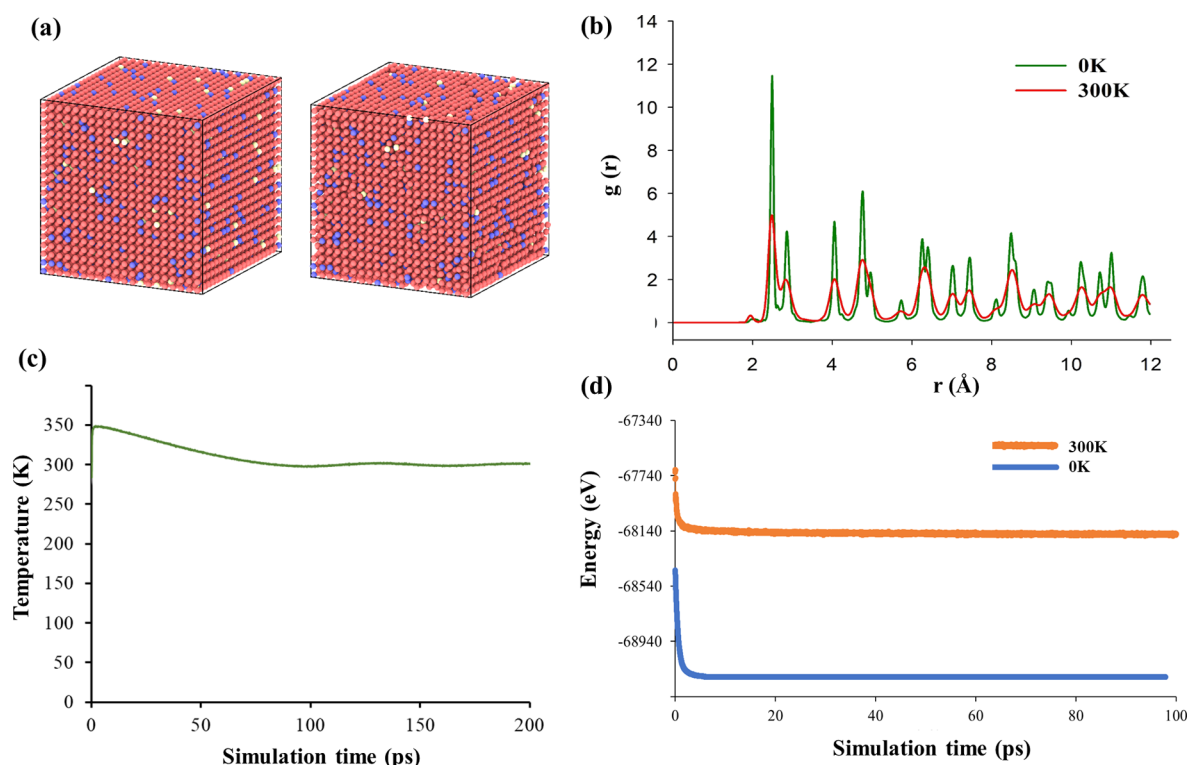 (a)
(b)
14
12
10
8
6
4
2
0
g (r)
0K
300K
0
2
4
6
8
10
12
r (Å)
(c)
350
300
250
200
150
100
50
0
Temperature (K)
0
50
100
150
200
Simulation time (ps)
(d)
-67340
-67740
-68140
-68540
-68940
Energy (eV)
300K
0K
0
20
40
60
80
100
Simulation time (ps)